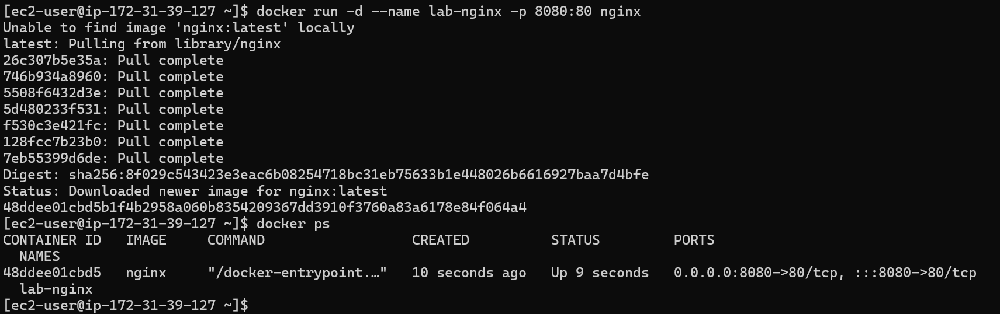 [ec2-user@ip-172-31-39-127 ~]$ docker run -d --name lab-nginx -p 8080:80 nginx
Unable to find image 'nginx:latest' locally
latest: Pulling from library/nginx
26c307b5e35a: Pull complete
746b934a8960: Pull complete
5508f6432d3e: Pull complete
5d480233f531: Pull complete
f530c3e421fc: Pull complete
128fcc7b23b0: Pull complete
7eb55399d6de: Pull complete
Digest: sha256:8f029c543423e3eac6b08254718bc31eb75633b1e448026b6616927baa7d4bfe
Status: Downloaded newer image for nginx:latest
48ddee01cbd5b1f4b2958a060b8354209367dd3910f3760a83a6178e84f064a4
[ec2-user@ip-172-31-39-127 ~]$ docker ps
CONTAINER ID   IMAGE     COMMAND                  CREATED          STATUS         PORTS
  NAMES
48ddee01cbd5   nginx     "/docker-entrypoint.…"   10 seconds ago   Up 9 seconds   0.0.0.0:8080->80/tcp, :::8080->80/tcp
  lab-nginx
[ec2-user@ip-172-31-39-127 ~]$